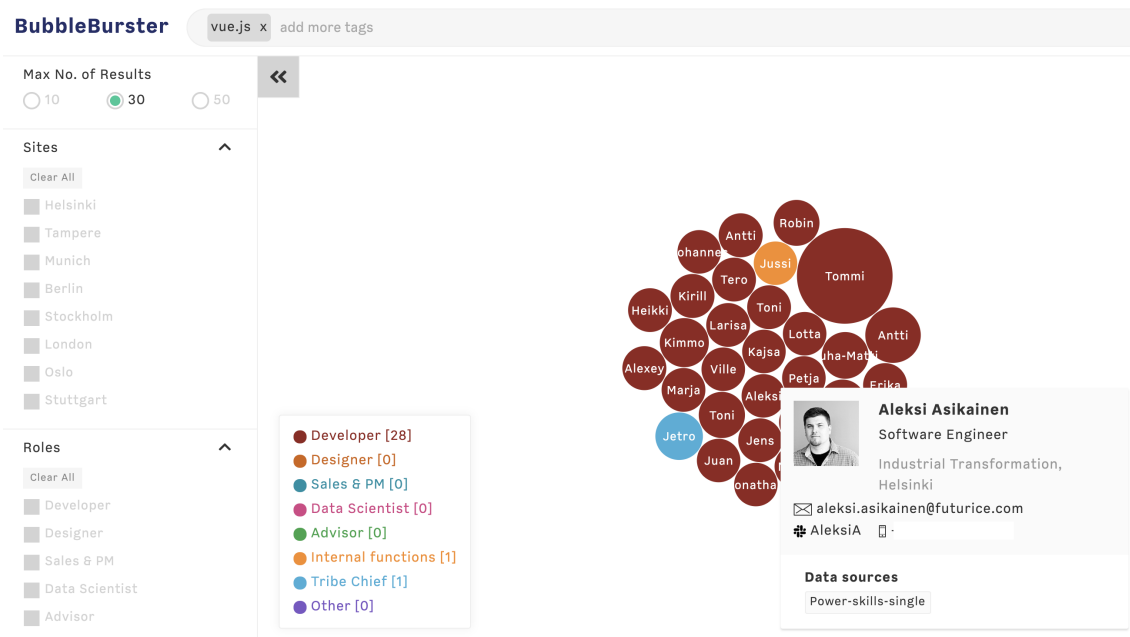 BubbleBurster
vue.js x add more tags
Max No. of Results
10 30 50
Sites
Clear All
Helsinki
Tampere
Munich
Berlin
Stockholm
London
Oslo
Stuttgart
Roles
Clear All
Developer
Designer
Sales & PM
Data Scientist
Advisor
Robin
Antti
ohanne
Jussi
Tero
Tommi
Kirill
Toni
Heikki
Larisa
Lotta
Antti
Kimmo
Kajsa
uha-Matti
Alexey
Ville
Petja
Erika
Marja
Aleksi
Toni
Jetro
Jens
Juan
onatha
Developer [28]
Designer [0]
Sales & PM [0]
Data Scientist [0]
Advisor [0]
Internal functions [1]
Tribe Chief [1]
Other [0]
Aleksi Asikainen
Software Engineer
Industrial Transformation,
Helsinki
aleksi.asikainen@futurice.com
AleksiA
Data sources
Power-skills-single